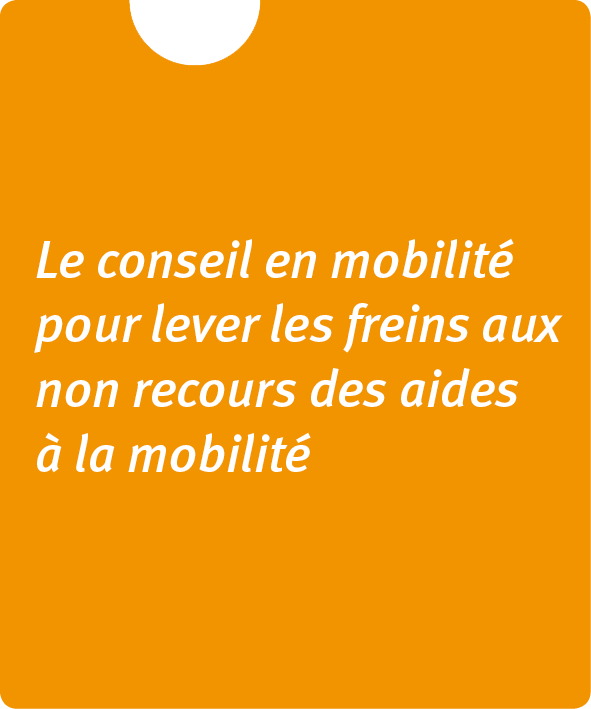 Le conseil en mobilité
pour lever les freins aux
non recours des aides
à la mobilité